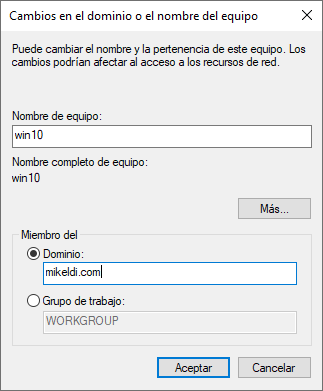 Cambios en el dominio o el nombre del equipo
Puede cambiar el nombre y la pertenencia de este equipo. Los
cambios podrían afectar al acceso a los recursos de red.
Nombre de equipo:
win10
Nombre completo de equipo:
win10
Más...
Miembro del
Dominio:
mikeldi.com
Grupo de trabajo:
WORKGROUP
Aceptar
Cancelar